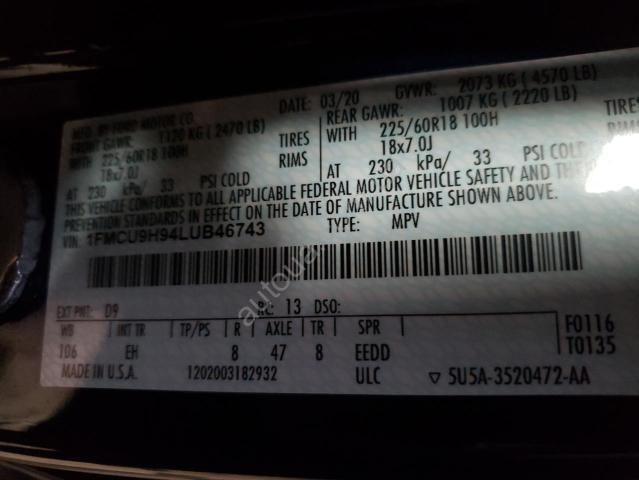 MFD. BY FORD MOTOR CO. DATE: 03/20 GVWR: 2073 KG (4570 LB)
FRONT GAWR: 1120 KG (2470 LB) REAR GAWR: 1007 KG (2220 LB)
WITH 225/60R18 100H TIRES WITH 225/60R18 100H TIRES
18x7.0J RIMS 18x7.0J RIMS
AT 230 kPa/ 33 PSI COLD AT 230 kPa/ 33 PSI COLD
THIS VEHICLE CONFORMS TO ALL APPLICABLE FEDERAL MOTOR VEHICLE SAFETY AND THEFT
PREVENTION STANDARDS IN EFFECT ON THE DATE OF MANUFACTURE SHOWN ABOVE.
VIN: 1FMCU9H94LUB46743 TYPE: MPV
EXT PNT: D9 RC: 13 DSO:
WB INT TR TP/PS R AXLE TR SPR
106 EH 8 47 8 EEDD
F0116
T0135
MADE IN U.S.A. 1202003182932 ULC ▽ 5U5A-3520472-AA
autoua